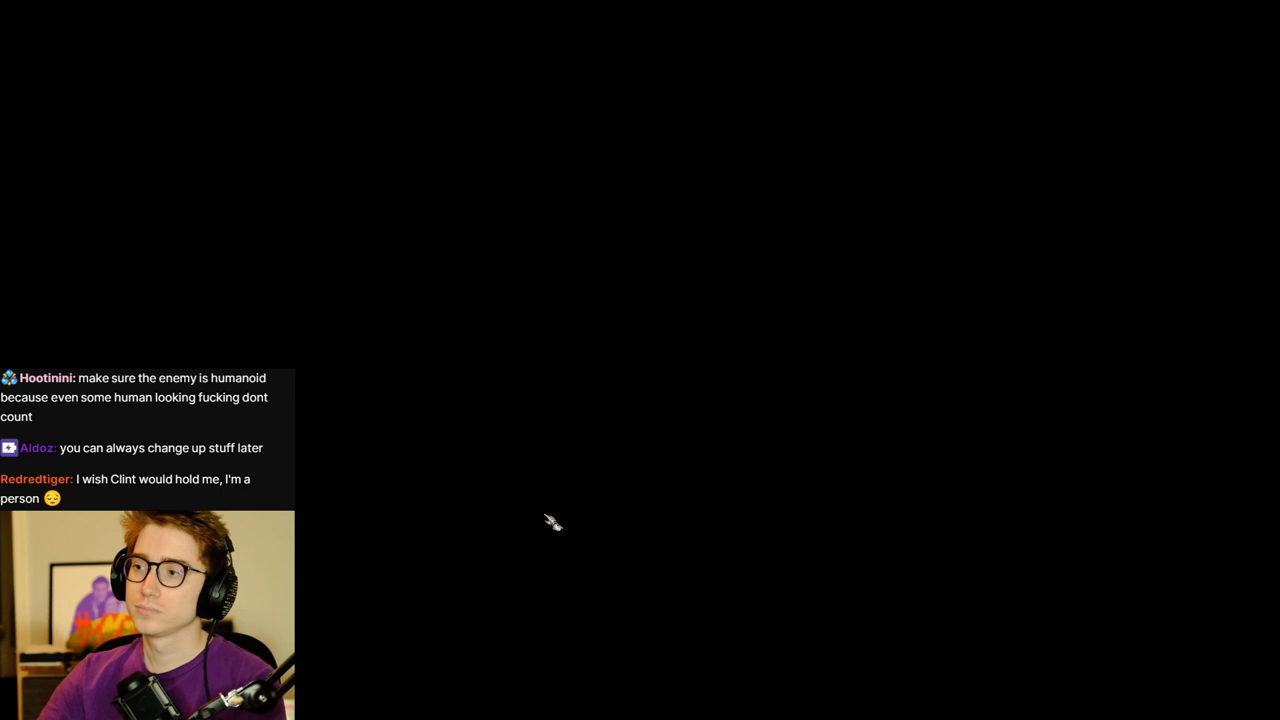 Hootinini: make sure the enemy is humanoid
because even some human looking fucking dont
count
Aldoz: you can always change up stuff later
Redredtiger: I wish Clint would hold me, I'm a
person 😔